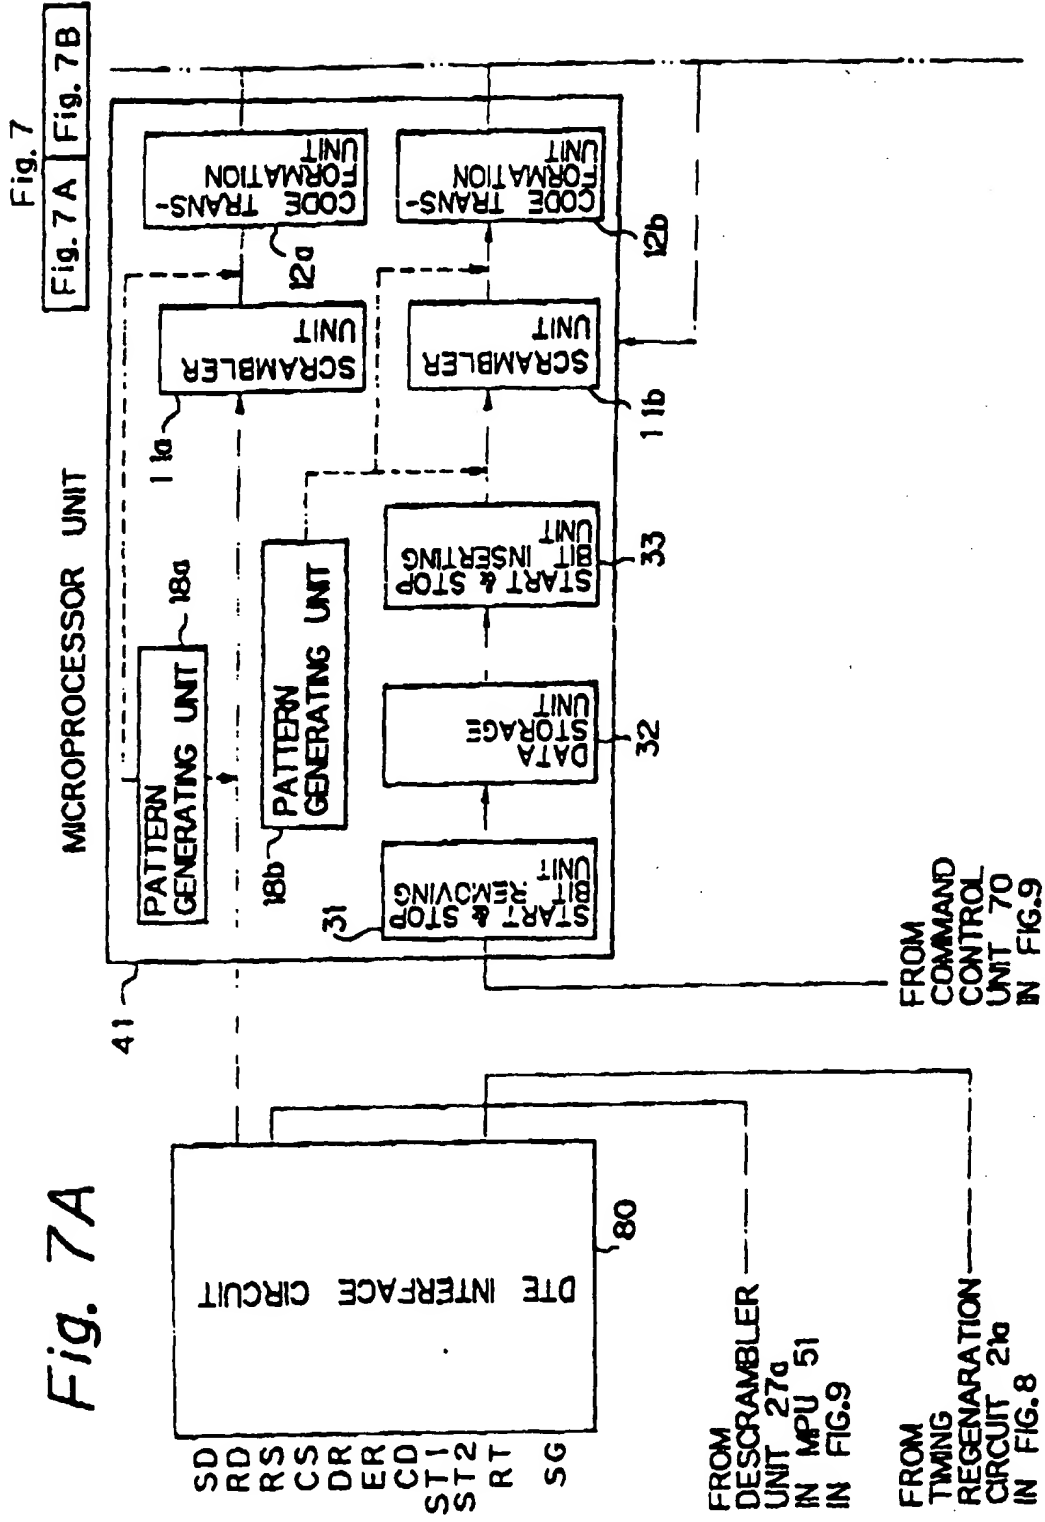 Fig. 7A
Fig. 7
Fig. 7A
Fig. 7B
MICROPROCESSOR UNIT
41
PATTERN
GENERATING UNIT
18a
SCRAMBLER
UNIT
11a
CODE TRANS-
FORMATION
UNIT
12a
PATTERN
GENERATING UNIT
18b
START & STOP
BIT REMOVING
UNIT
31
DATA
STORAGE
UNIT
32
START & STOP
BIT INSERTING
UNIT
33
SCRAMBLER
UNIT
11b
CODE TRANS-
FORMATION
UNIT
12b
SD
RD
RS
CS
DR
ER
CD
ST1
ST2
RT
SG
DTE INTERFACE CIRCUIT
80
FROM
DESCRAMBLER
UNIT 27a
IN MPU 51
IN FIG.9
FROM
TIMING
REGENARATION
CIRCUIT 21a
IN FIG.8
FROM
COMMAND
CONTROL
UNIT 70
IN FIG.9